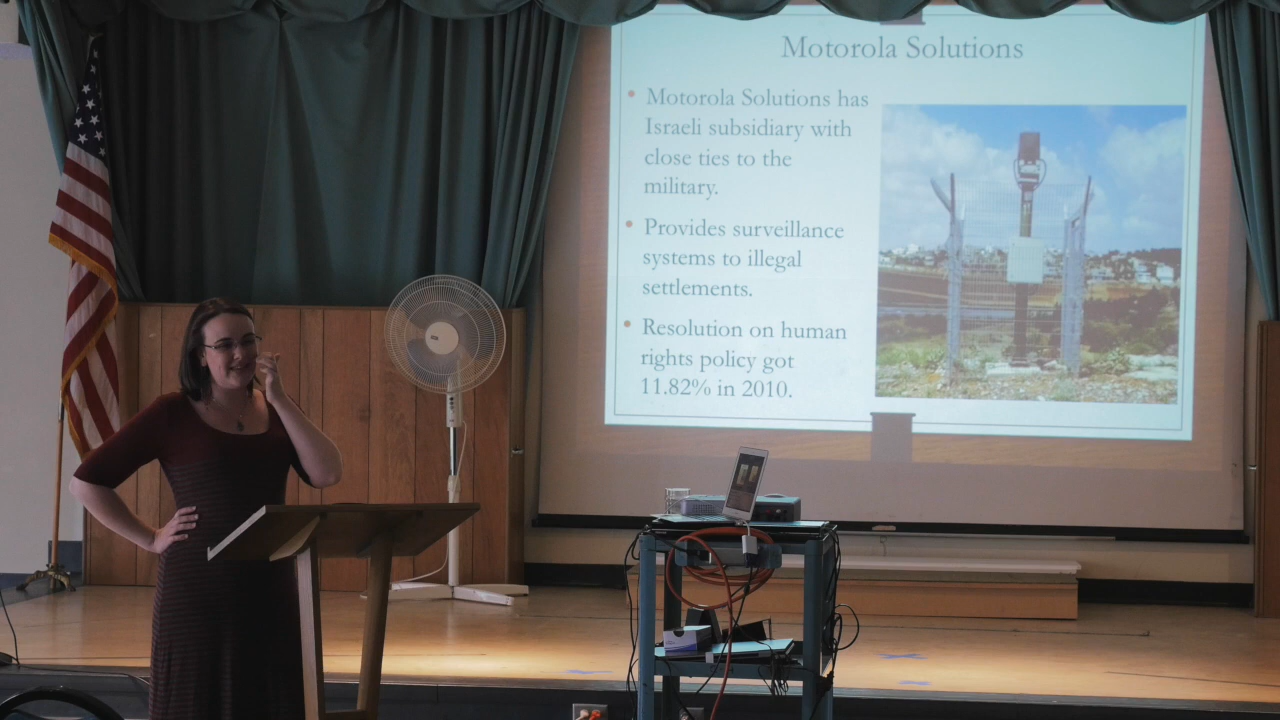 Motorola Solutions
• Motorola Solutions has
Israeli subsidiary with
close ties to the
military.
• Provides surveillance
systems to illegal
settlements.
• Resolution on human
rights policy got
11.82% in 2010.